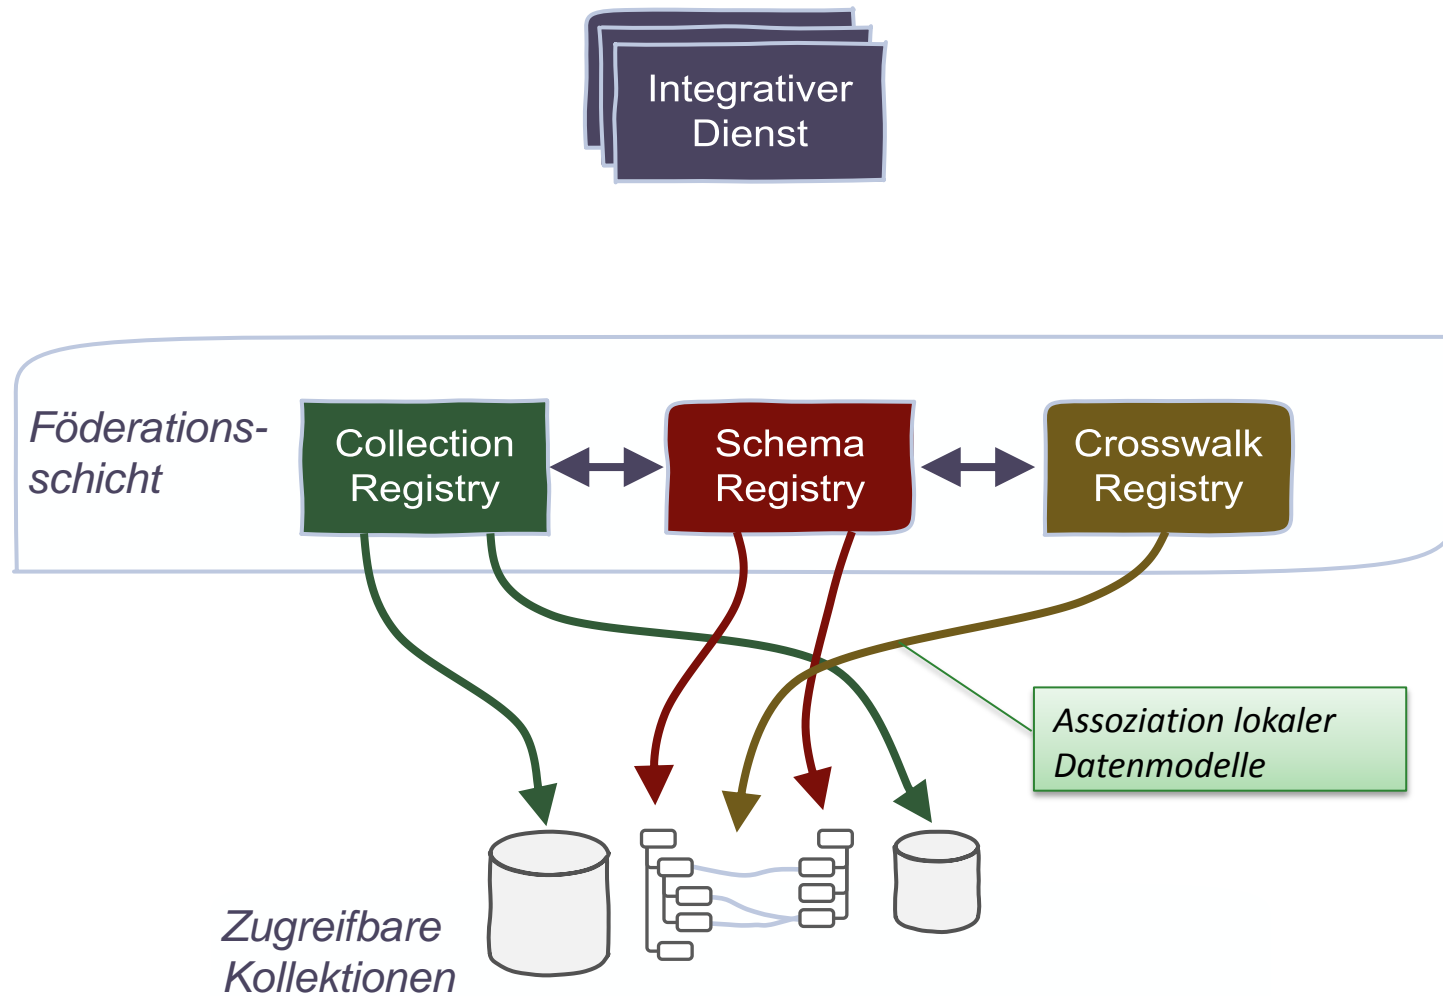 Integrativer
Dienst
Föderations-
schicht
Collection
Registry
Schema
Registry
Crosswalk
Registry
Assoziation lokaler
Datenmodelle
Zugreifbare
Kollektionen